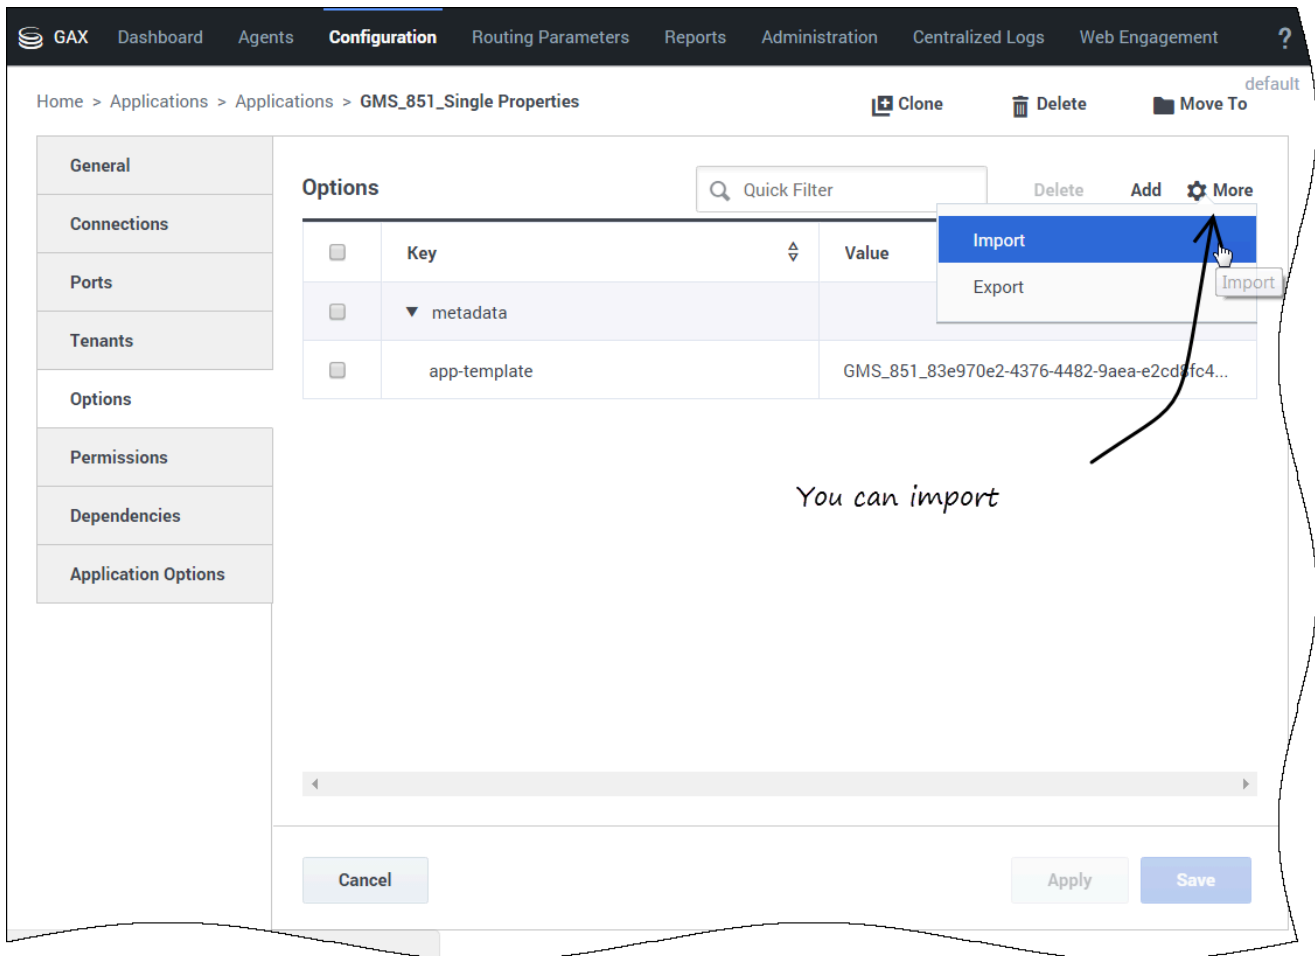 GAX Dashboard Agents Configuration Routing Parameters Reports Administration Centralized Logs Web Engagement ?
default
Home > Applications > Applications > GMS_851_Single Properties Clone Delete Move To
General
Connections
Ports
Tenants
Options
Permissions
Dependencies
Application Options
Options Quick Filter Delete Add More
Key Value
Import
Export
Import
metadata
app-template GMS_851_83e970e2-4376-4482-9aea-e2cd8fc4...
You can import
Cancel Apply Save